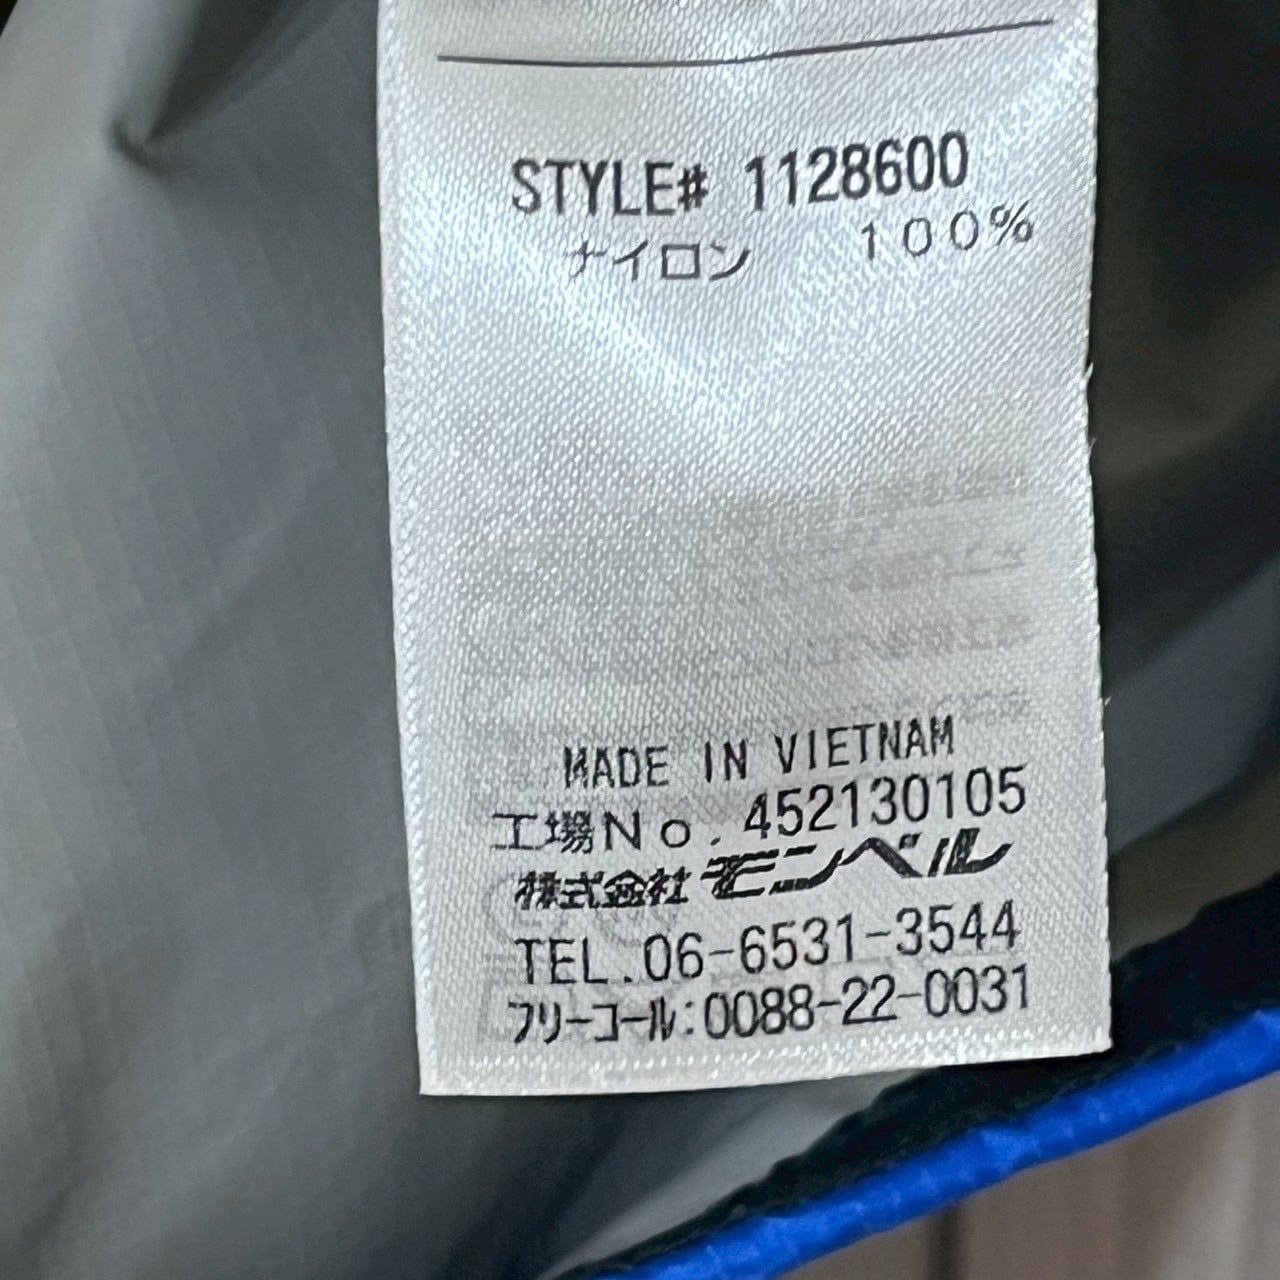 STYLE# 1128600
ナイロン 100%
MADE IN VIETNAM
工場No.452130105
株式会社モンベル
TEL.06-6531-3544
フリーコール:0088-22-0031